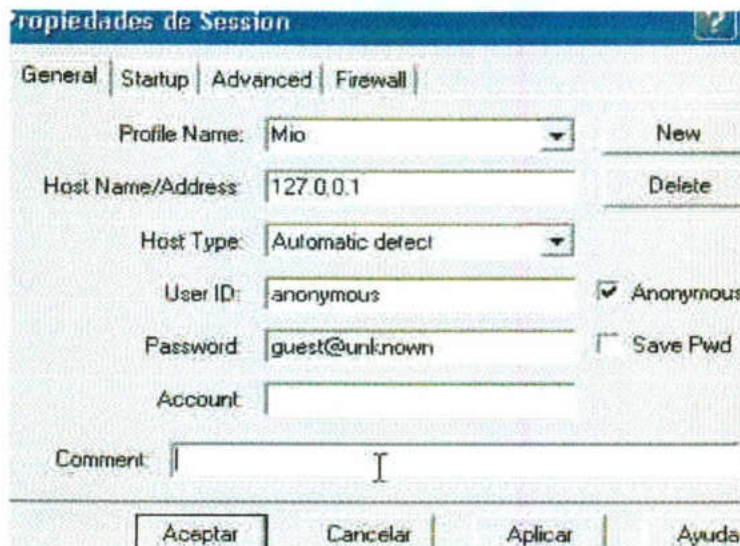 Propiedades de Session
General Startup Advanced Firewall
Profile Name: Mio New
Host Name/Address: 127.0.0.1 Delete
Host Type: Automatic detect
User ID: anonymous Anonymous
Password: guest@unknown Save Pwd
Account:
Comment:
Aceptar Cancelar Aplicar Ayuda